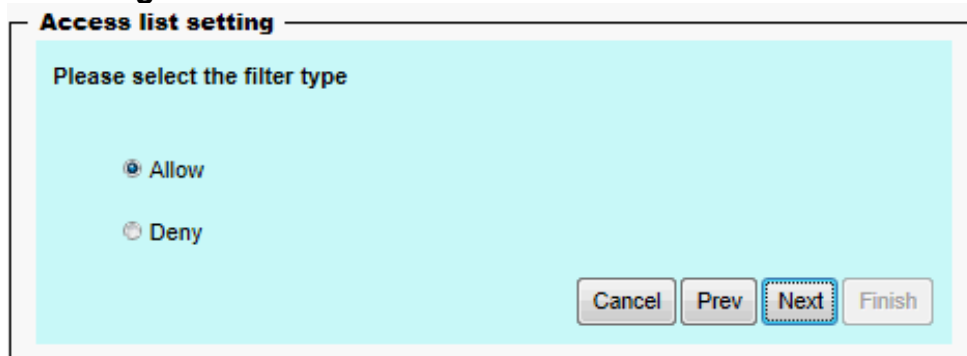 Access list setting
Please select the filter type
Allow
Deny
Cancel Prev Next Finish